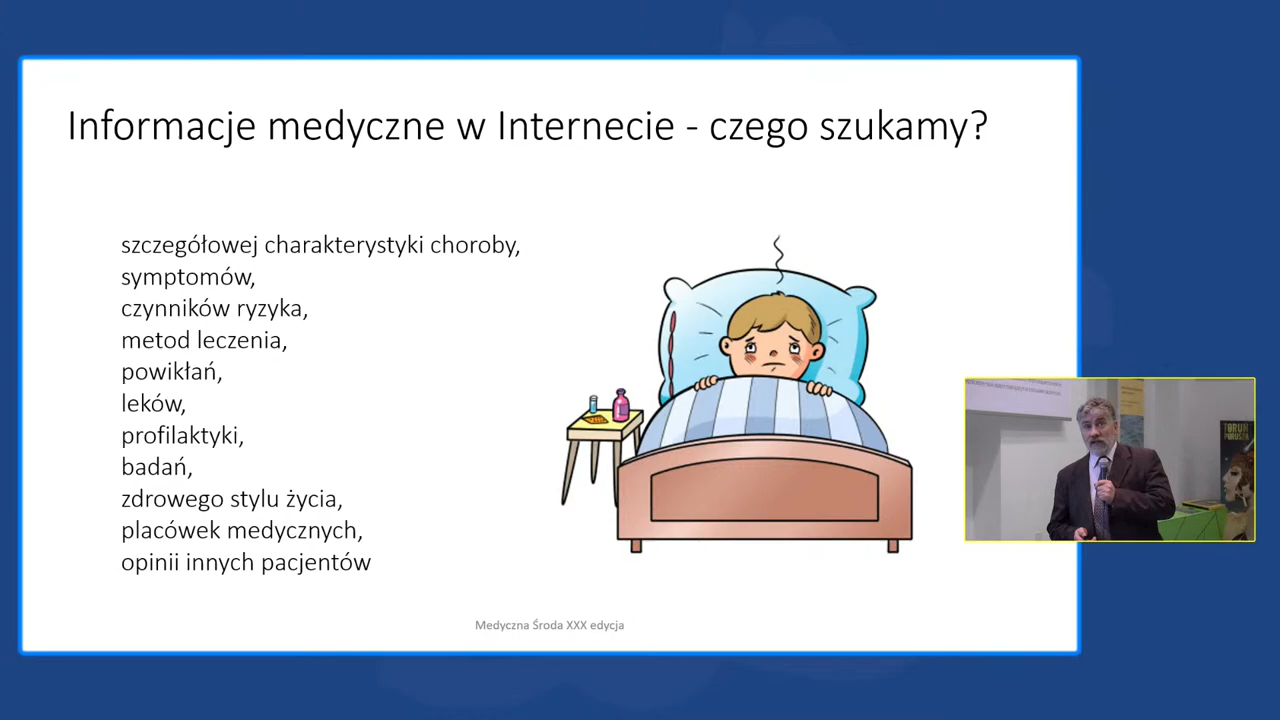 Informacje medyczne w Internecie - czego szukamy?
szczegółowej charakterystyki choroby,
symptomów,
czynników ryzyka,
metod leczenia,
powikłań,
leków,
profilaktyki,
badań,
zdrowego stylu życia,
placówek medycznych,
opinii innych pacjentów
Medyczna Środa XXX edycja
FORUM